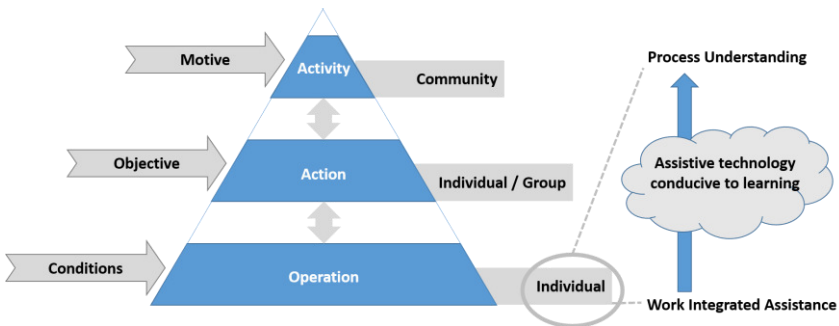 Motive
Activity
Community
Process Understanding
Objective
Action
Individual / Group
Assistive technology
conducive to learning
Conditions
Operation
Individual
Work Integrated Assistance